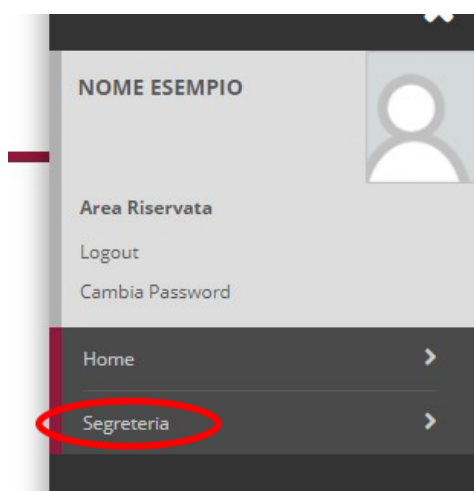 NOME ESEMPIO
Area Riservata
Logout
Cambia Password
Home
Segreteria